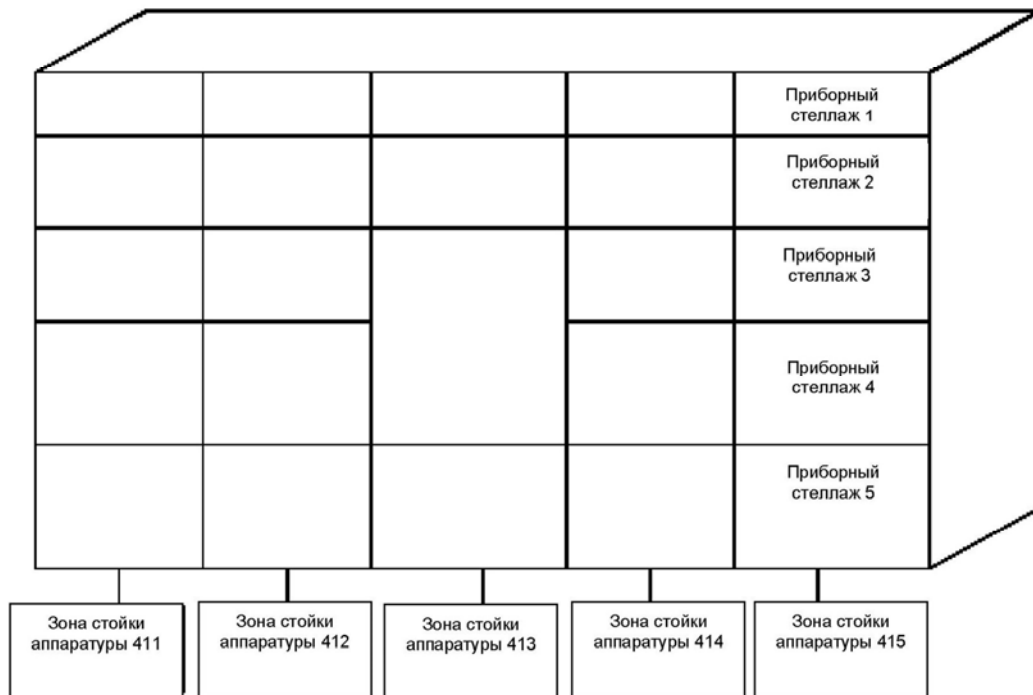 Приборный
стеллаж 1
Приборный
стеллаж 2
Приборный
стеллаж 3
Приборный
стеллаж 4
Приборный
стеллаж 5
Зона стойки
аппаратуры 411
Зона стойки
аппаратуры 412
Зона стойки
аппаратуры 413
Зона стойки
аппаратуры 414
Зона стойки
аппаратуры 415